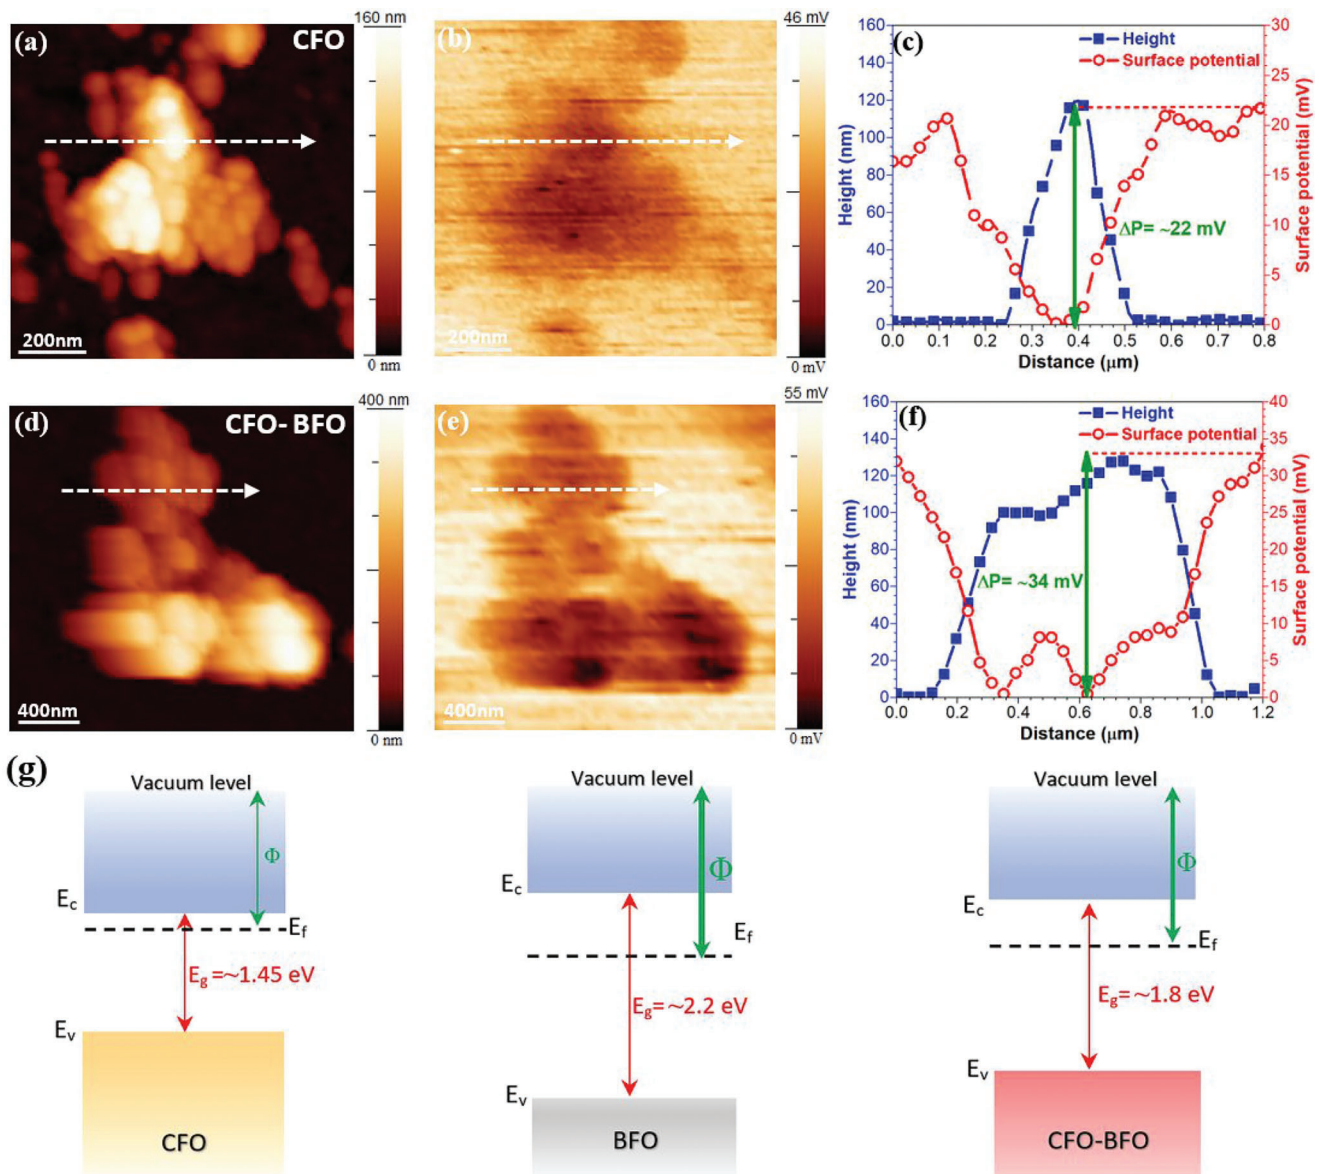 (a)
CFO
160 nm
200nm
0 nm
(b)
46 mV
200nm
0 mV
(c)
Height
Surface potential
160
140
120
100
80
60
40
20
0
Height (nm)
30
25
20
15
10
5
0
Surface potential (mV)
ΔP= ~22 mV
0.0 0.1 0.2 0.3 0.4 0.5 0.6 0.7 0.8
Distance (μm)
(d)
CFO- BFO
400 nm
400nm
0 nm
(e)
55 mV
400nm
0 mV
(f)
Height
Surface potential
160
140
120
100
80
60
40
20
0
Height (nm)
40
35
30
25
20
15
10
5
0
Surface potential (mV)
ΔP= ~34 mV
0.0 0.2 0.4 0.6 0.8 1.0 1.2
Distance (μm)
(g)
Vacuum level
Φ
Ec
Ef
Eg =~1.45 eV
Ev
CFO
Vacuum level
Φ
Ec
Ef
Eg= ~2.2 eV
Ev
BFO
Vacuum level
Φ
Ec
Ef
Eg = ~1.8 eV
Ev
CFO-BFO